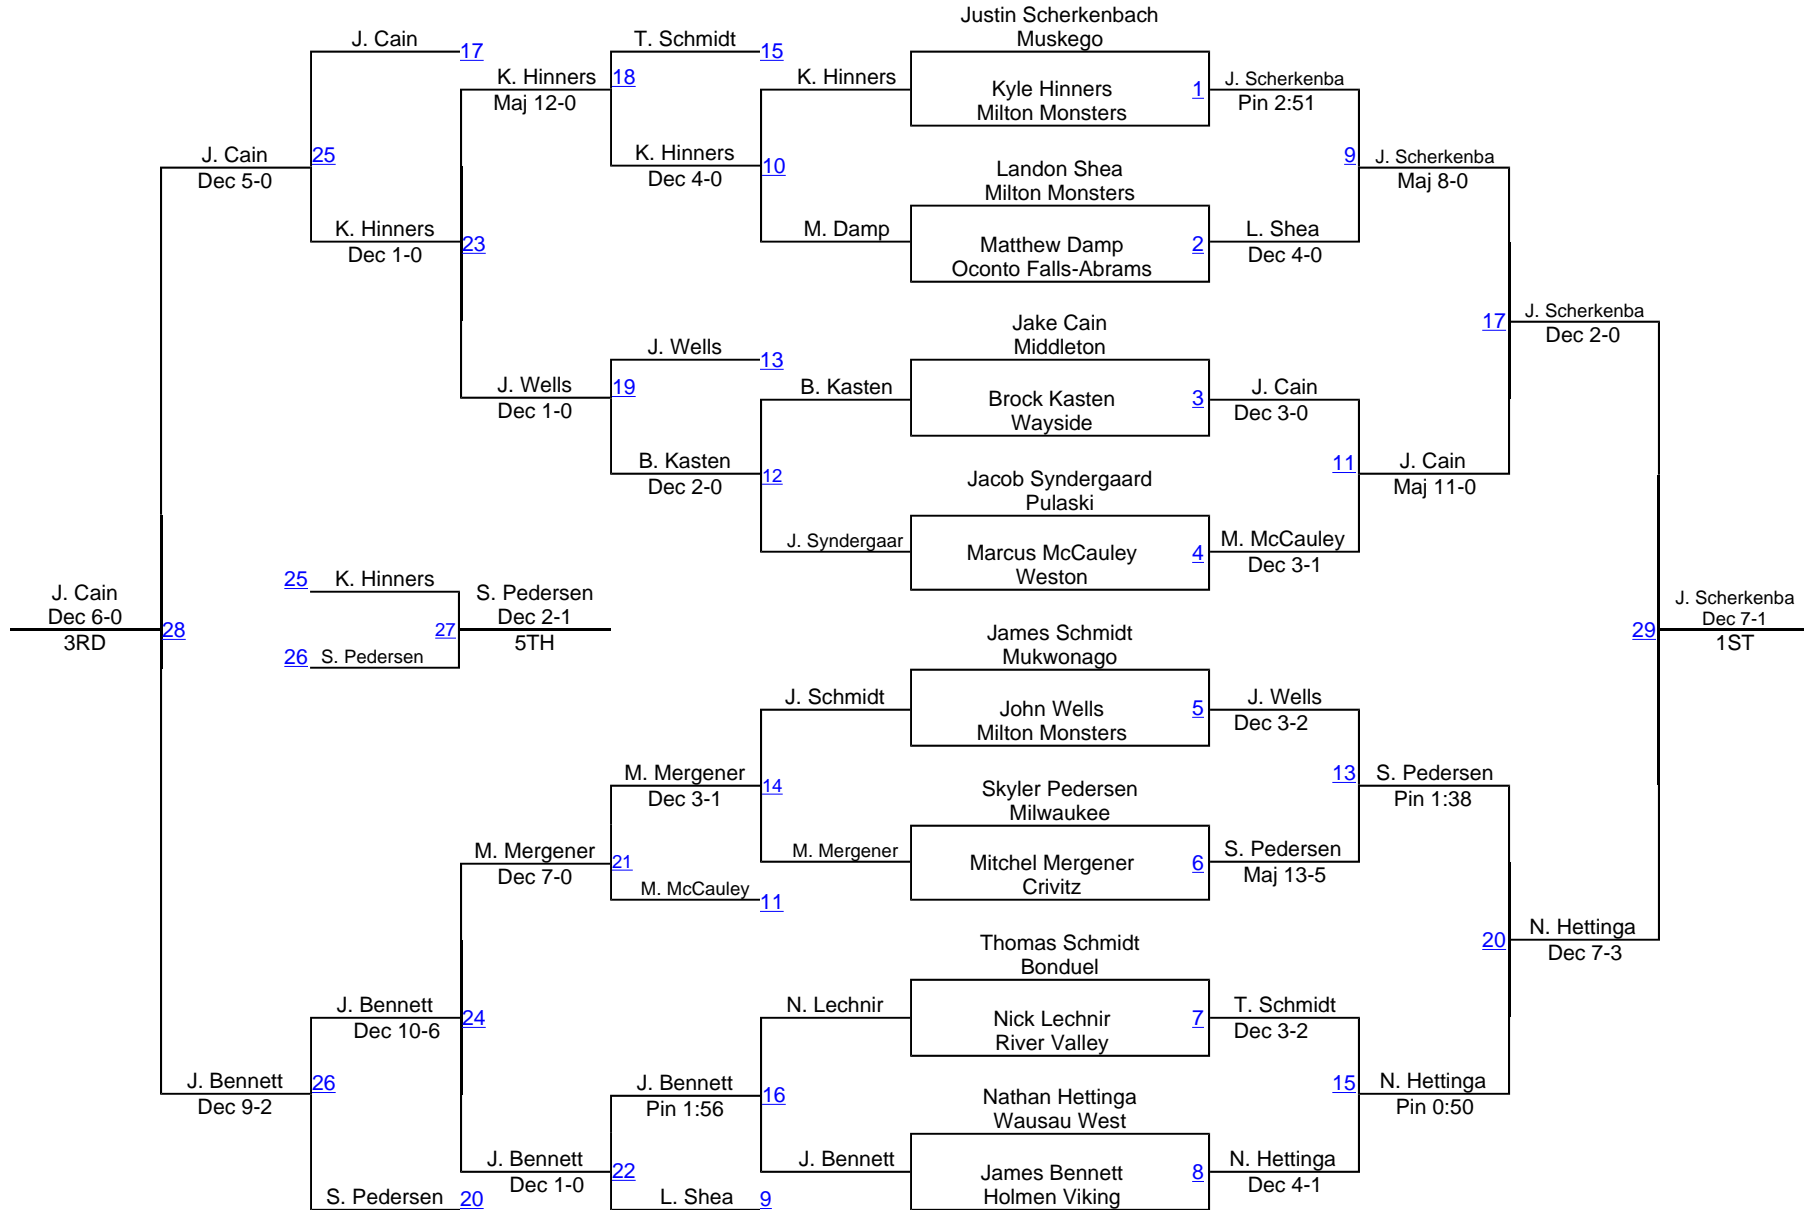 Justin Scherkenbach
Muskego
J. Cain
17
T. Schmidt
15
K. Hinners
18
Maj 12-0
K. Hinners
Kyle Hinners
Milton Monsters
1
J. Scherkenba
Pin 2:51
J. Cain
25
Dec 5-0
K. Hinners
10
Dec 4-0
Landon Shea
Milton Monsters
9
J. Scherkenba
Maj 8-0
K. Hinners
23
Dec 1-0
M. Damp
Matthew Damp
Oconto Falls-Abrams
2
L. Shea
Dec 4-0
Jake Cain
Middleton
17
J. Scherkenba
Dec 2-0
J. Wells
13
J. Wells
19
Dec 1-0
B. Kasten
Brock Kasten
Wayside
3
J. Cain
Dec 3-0
B. Kasten
12
Dec 2-0
Jacob Syndergaard
Pulaski
11
J. Cain
Maj 11-0
J. Syndergaar
Marcus McCauley
Weston
4
M. McCauley
Dec 3-1
J. Cain
Dec 6-0
3RD
28
25
K. Hinners
S. Pedersen
Dec 2-1
27
5TH
26
S. Pedersen
James Schmidt
Mukwonago
29
J. Scherkenba
Dec 7-1
1ST
J. Schmidt
John Wells
Milton Monsters
5
J. Wells
Dec 3-2
M. Mergener
14
Dec 3-1
Skyler Pedersen
Milwaukee
13
S. Pedersen
Pin 1:38
M. Mergener
21
Dec 7-0
M. Mergener
Mitchel Mergener
Crivitz
6
S. Pedersen
Maj 13-5
M. McCauley
11
Thomas Schmidt
Bonduel
20
N. Hettinga
Dec 7-3
J. Bennett
24
Dec 10-6
N. Lechnir
Nick Lechnir
River Valley
7
T. Schmidt
Dec 3-2
J. Bennett
26
Dec 9-2
J. Bennett
16
Pin 1:56
Nathan Hettinga
Wausau West
15
N. Hettinga
Pin 0:50
J. Bennett
22
Dec 1-0
J. Bennett
James Bennett
Holmen Viking
8
N. Hettinga
Dec 4-1
S. Pedersen
20
L. Shea
9